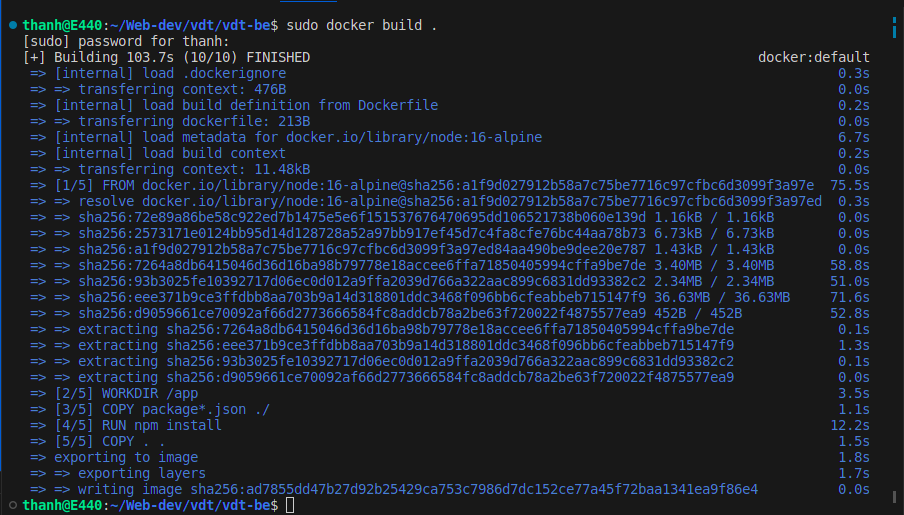 thanh@E440:~/Web-dev/vdt/vdt-be$ sudo docker build .
[sudo] password for thanh:
[+] Building 103.7s (10/10) FINISHED docker:default
=> [internal] load .dockerignore 0.3s
=> => transferring context: 476B 0.0s
=> [internal] load build definition from Dockerfile 0.2s
=> => transferring dockerfile: 213B 0.0s
=> [internal] load metadata for docker.io/library/node:16-alpine 6.7s
=> [internal] load build context 0.2s
=> => transferring context: 11.48kB 0.0s
=> [1/5] FROM docker.io/library/node:16-alpine@sha256:a1f9d027912b58a7c75be7716c97cfbc6d3099f3a97e 75.5s
=> => resolve docker.io/library/node:16-alpine@sha256:a1f9d027912b58a7c75be7716c97cfbc6d3099f3a97ed 0.3s
=> => sha256:72e89a86be58c922ed7b1475e5e6f151537676470695dd106521738b060e139d 1.16kB / 1.16kB 0.0s
=> => sha256:2573171e0124bb95d14d128728a52a97bb917ef45d7c4fa8cfe76bc44aa78b73 6.73kB / 6.73kB 0.0s
=> => sha256:a1f9d027912b58a7c75be7716c97cfbc6d3099f3a97ed84aa490be9dee20e787 1.43kB / 1.43kB 0.0s
=> => sha256:7264a8db6415046d36d16ba98b79778e18accee6ffa71850405994cffa9be7de 3.40MB / 3.40MB 58.8s
=> => sha256:93b3025fe10392717d06ec0d012a9ffa2039d766a322aac899c6831dd93382c2 2.34MB / 2.34MB 51.0s
=> => sha256:eee371b9ce3ffdbb8aa703b9a14d318801ddc3468f096bb6cfeabbeb715147f9 36.63MB / 36.63MB 71.6s
=> => sha256:d9059661ce70092af66d2773666584fc8addcb78a2be63f720022f4875577ea9 452B / 452B 52.8s
=> => extracting sha256:7264a8db6415046d36d16ba98b79778e18accee6ffa71850405994cffa9be7de 0.1s
=> => extracting sha256:eee371b9ce3ffdbb8aa703b9a14d318801ddc3468f096bb6cfeabbeb715147f9 1.3s
=> => extracting sha256:93b3025fe10392717d06ec0d012a9ffa2039d766a322aac899c6831dd93382c2 0.1s
=> => extracting sha256:d9059661ce70092af66d2773666584fc8addcb78a2be63f720022f4875577ea9 0.0s
=> [2/5] WORKDIR /app 3.5s
=> [3/5] COPY package*.json ./ 1.1s
=> [4/5] RUN npm install 12.2s
=> [5/5] COPY . . 1.5s
=> exporting to image 1.8s
=> => exporting layers 1.7s
=> => writing image sha256:ad7855dd47b27d92b25429ca753c7986d7dc152ce77a45f72baa1341ea9f86e4 0.0s
thanh@E440:~/Web-dev/vdt/vdt-be$